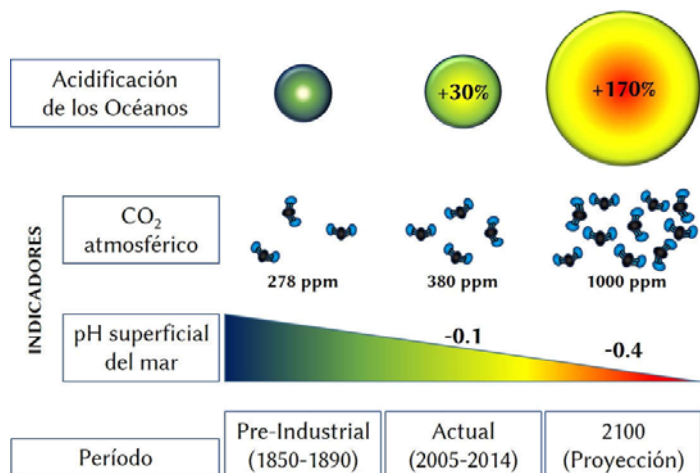 Acidificación
de los Océanos
+30%
+170%
INDICADORES
CO₂
atmosférico
278 ppm
380 ppm
1000 ppm
pH superficial
del mar
-0.1
-0.4
Período
Pre-Industrial
(1850-1890)
Actual
(2005-2014)
2100
(Proyección)